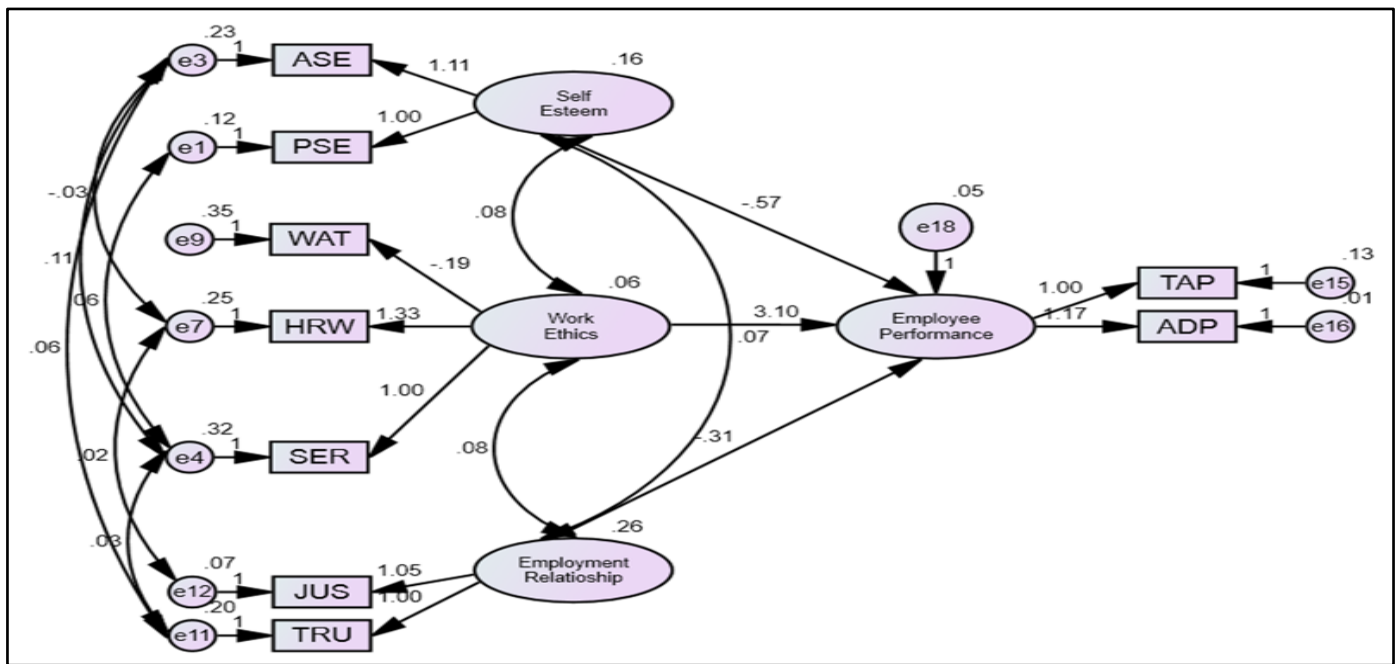 .23
1
e3
ASE
1.11
.16
Self
Esteem
.12
1
e1
PSE
1.00
-.03
.35
1
e9
WAT
.08
-.57
.05
e18
1
-.19
.11
.06
.25
1
e7
HRW
1.33
.06
Work
Ethics
3.10
.07
Employee
Performance
1.00
TAP
1
.13
e15
.01
1.17
ADP
1
e16
.06
1.00
.32
1
e4
SER
.02
.08
-.31
.03
.26
Employment
Relatioship
.07
1
e12
JUS
1.05
.20
1
e11
TRU
1.00